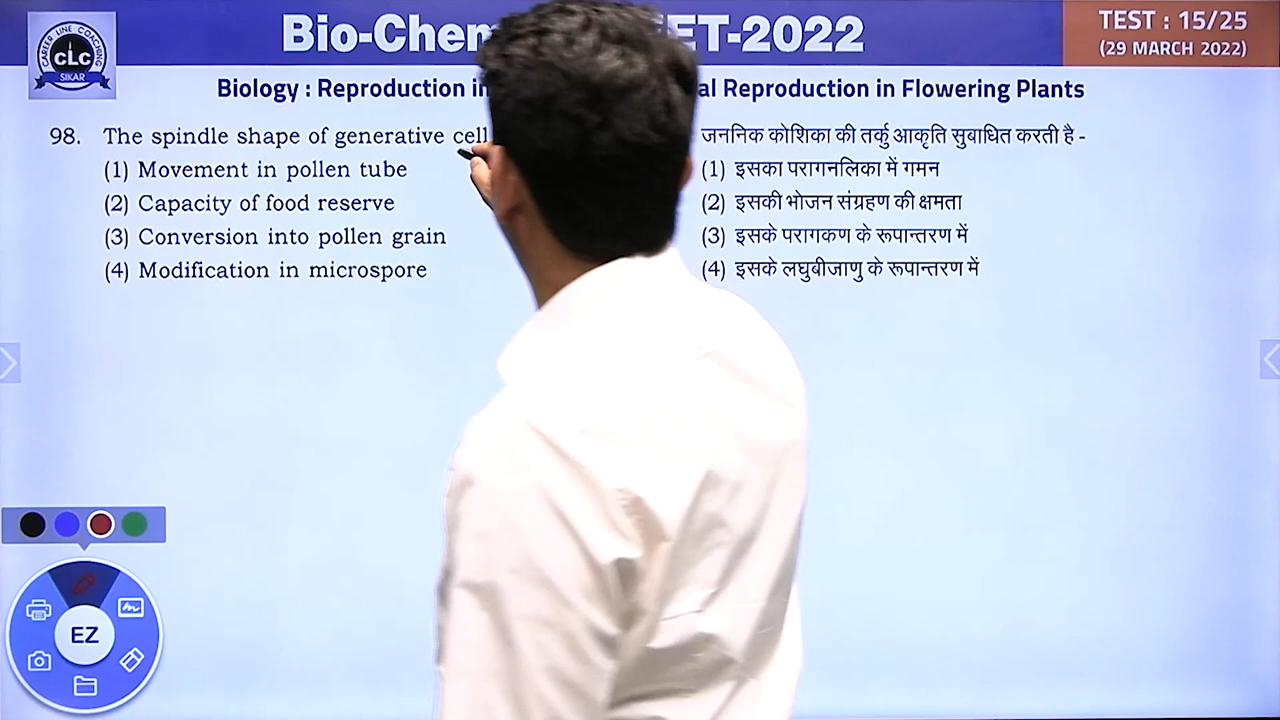 CAREER LINE COACHING
CLC
SIKAR
Bio-Chem ET-2022
TEST : 15/25
(29 MARCH 2022)
Biology : Reproduction in al Reproduction in Flowering Plants
98. The spindle shape of generative cell
(1) Movement in pollen tube
(2) Capacity of food reserve
(3) Conversion into pollen grain
(4) Modification in microspore
जननिक कोशिका की तर्कु आकृति सुबाधित करती है -
(1) इसका परागनलिका में गमन
(2) इसकी भोजन संग्रहण की क्षमता
(3) इसके परागकण के रूपान्तरण में
(4) इसके लघुबीजाणु के रूपान्तरण में
EZ